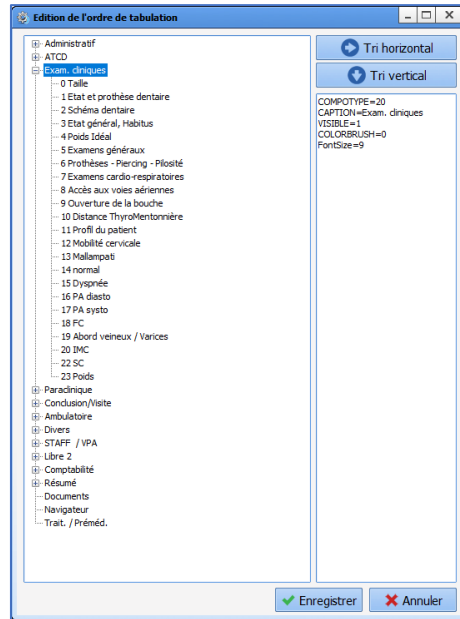 Edition de l'ordre de tabulation
Administratif
ATCD
Exam. cliniques
0 Taille
1 Etat et prothèse dentaire
2 Schéma dentaire
3 Etat général, Habitus
4 Poids Idéal
5 Examens généraux
6 Prothèses - Piercing - Pilosité
7 Examens cardio-respiratoires
8 Accès aux voies aériennes
9 Ouverture de la bouche
10 Distance ThyroMentonnière
11 Profil du patient
12 Mobilité cervicale
13 Mallampati
14 normal
15 Dyspnée
16 PA diasto
17 PA systo
18 FC
19 Abord veineux / Varices
20 IMC
22 SC
23 Poids
Paraclinique
Conclusion/Visite
Ambulatoire
Divers
STAFF / VPA
Libre 2
Comptabilité
Résumé
Documents
Navigateur
Trait. / Préméd.
Tri horizontal
Tri vertical
COMPOTYPE=20
CAPTION=Exam. cliniques
VISIBLE=1
COLORBRUSH=0
FontSize=9
Enregistrer
Annuler